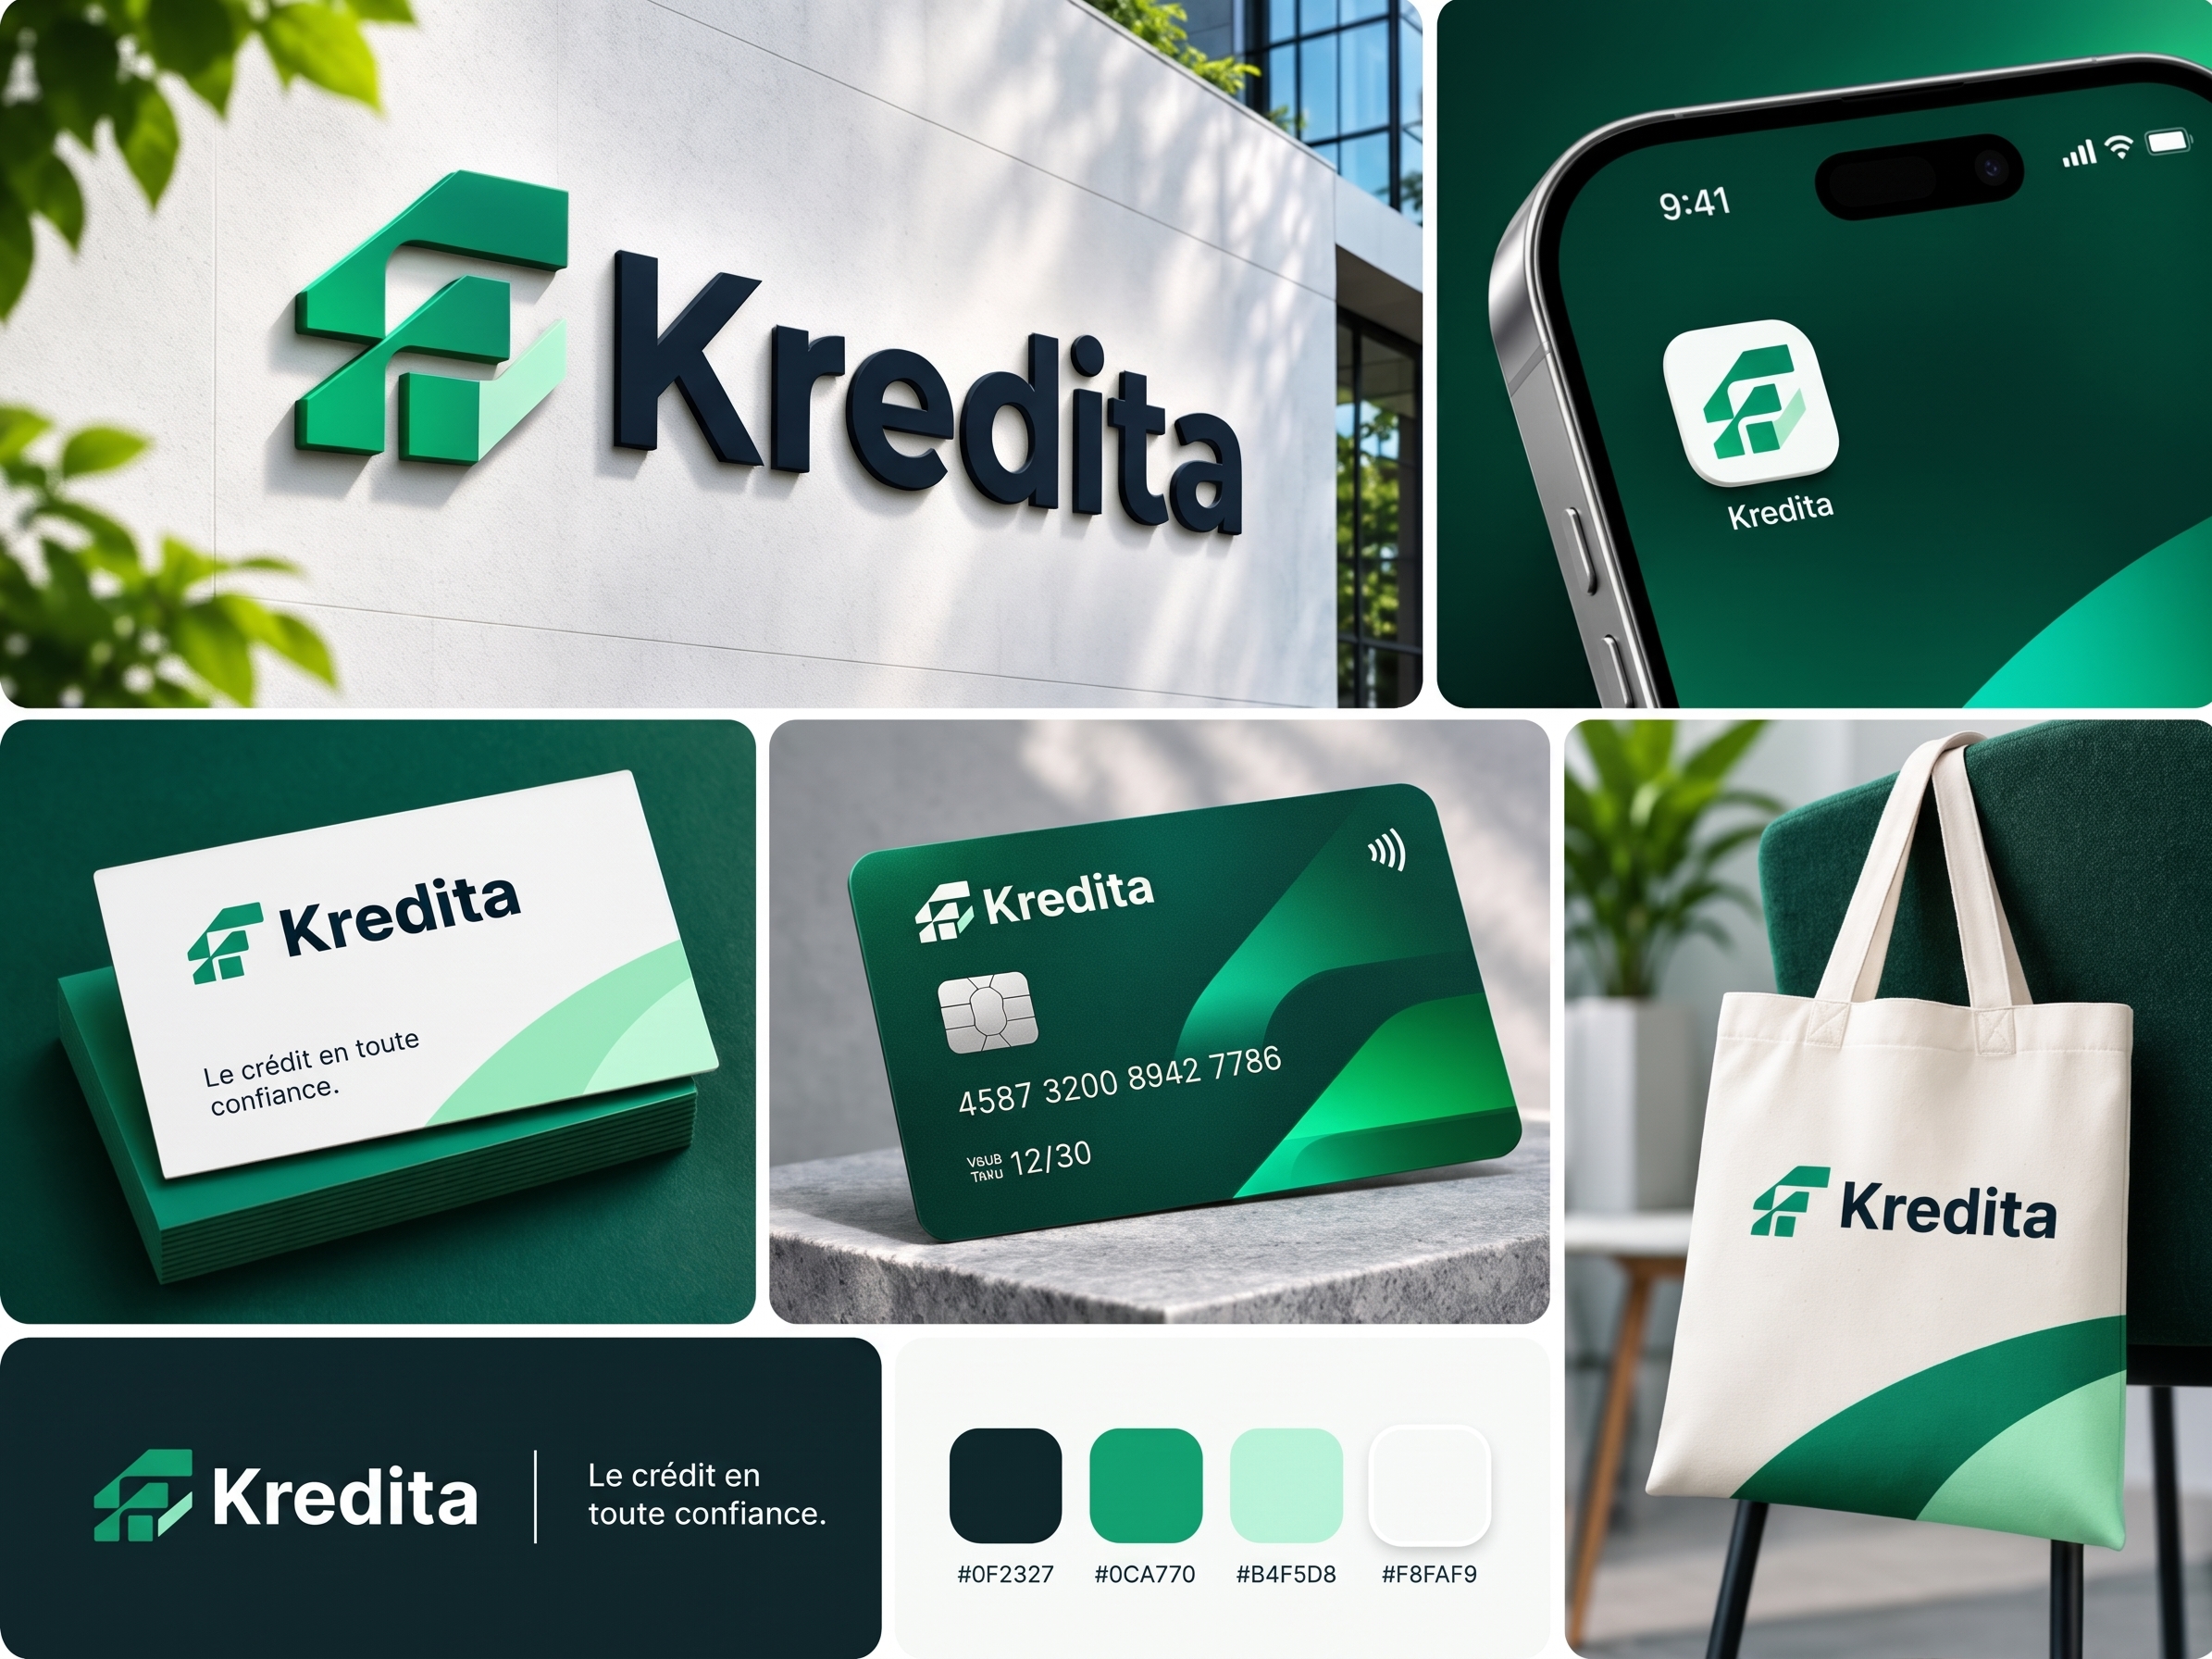 Kredita
9:41
Kredita
Kredita
Le crédit en toute
confiance.
Kredita
4587 3200 8942 7786
12/30
Kredita
Kredita
Le crédit en
toute confiance.
#0F2327
#0CA770
#B4F5D8
#F8FAF9